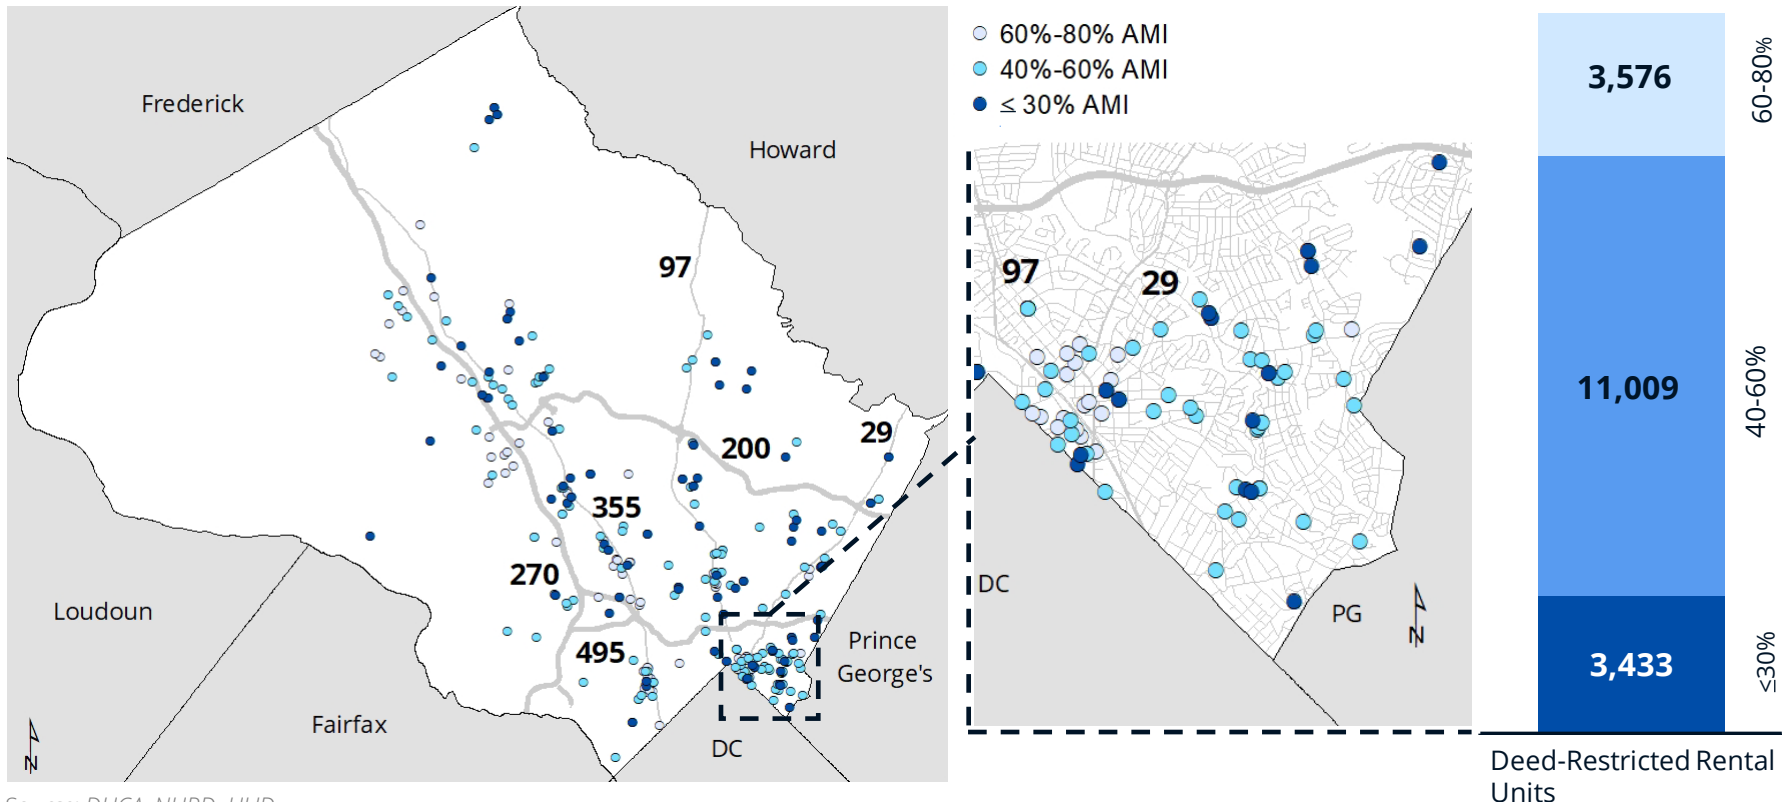 Frederick
Howard
97
200
29
355
270
495
Loudoun
Fairfax
Prince
George's
DC
N
60%-80% AMI
40%-60% AMI
≤ 30% AMI
97
29
DC
PG
N
3,576
60-80%
11,009
40-60%
3,433
≤30%
Deed-Restricted Rental
Units